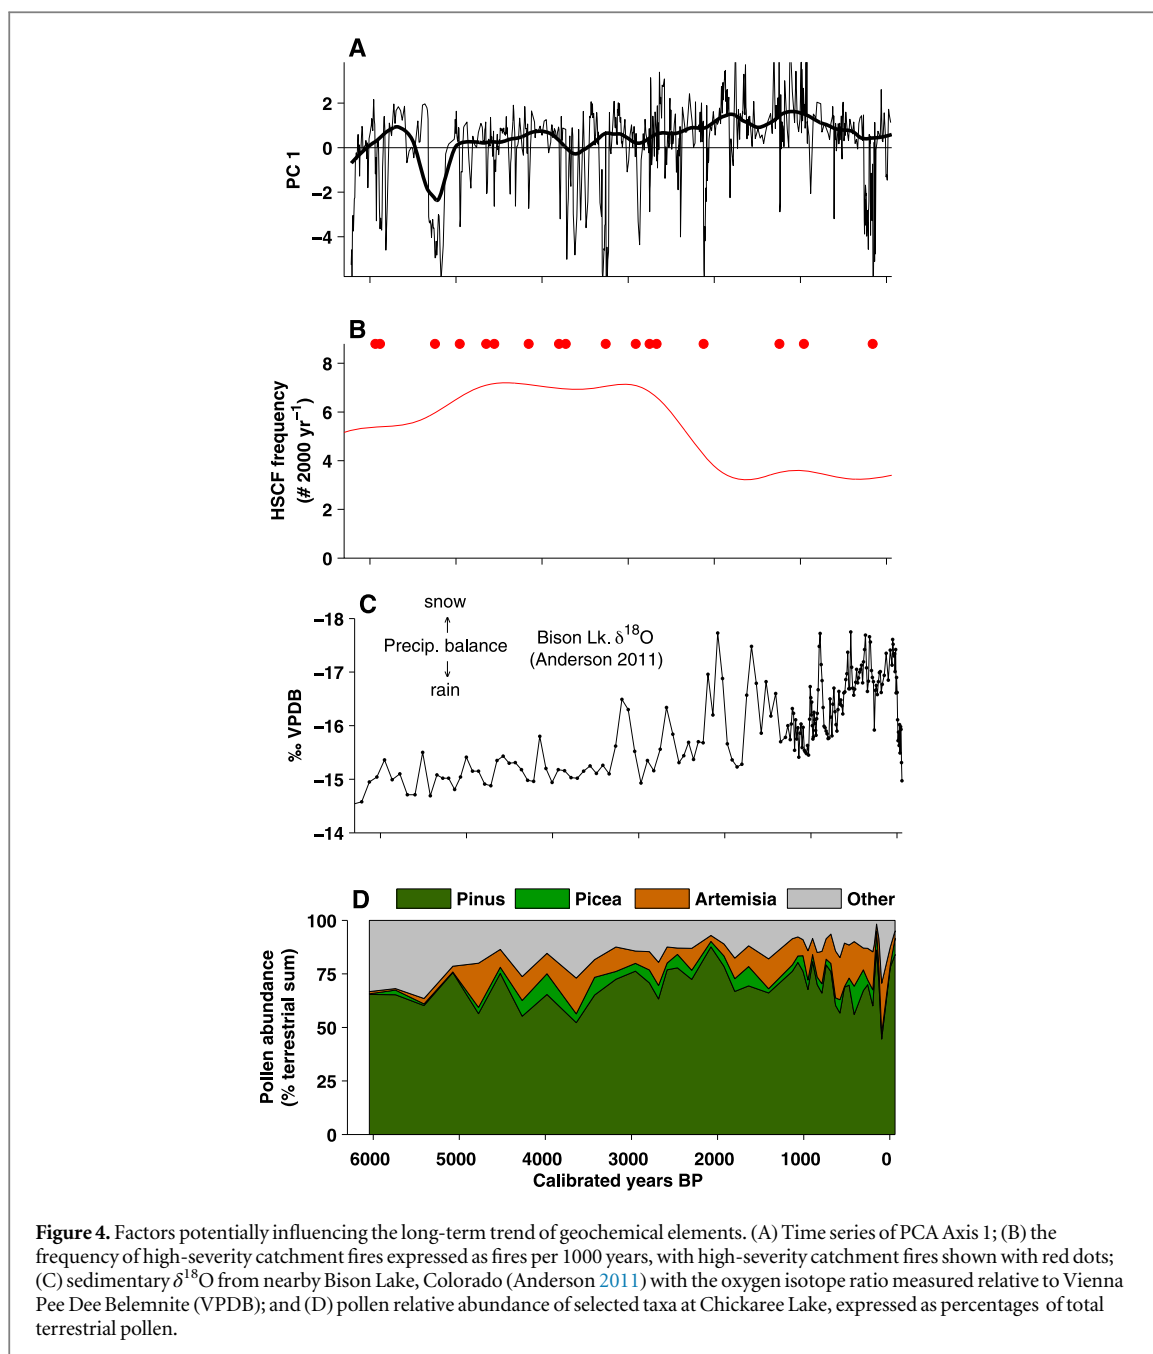 A
2
0
−2
−4
PC 1
B
8
6
4
2
0
HSCF frequency
(# 2000 yr⁻¹)
C
snow
Precip. balance
rain
Bison Lk. δ¹⁸O
(Anderson 2011)
−18
−17
−16
−15
−14
‰ VPDB
D
Pinus
Picea
Artemisia
Other
100
75
50
25
0
Pollen abundance
(% terrestrial sum)
6000 5000 4000 3000 2000 1000 0
Calibrated years BP
Figure 4. Factors potentially influencing the long-term trend of geochemical elements. (A) Time series of PCA Axis 1; (B) the
frequency of high-severity catchment fires expressed as fires per 1000 years, with high-severity catchment fires shown with red dots;
(C) sedimentary δ¹⁸O from nearby Bison Lake, Colorado (Anderson 2011) with the oxygen isotope ratio measured relative to Vienna
Pee Dee Belemnite (VPDB); and (D) pollen relative abundance of selected taxa at Chickaree Lake, expressed as percentages of total
terrestrial pollen.